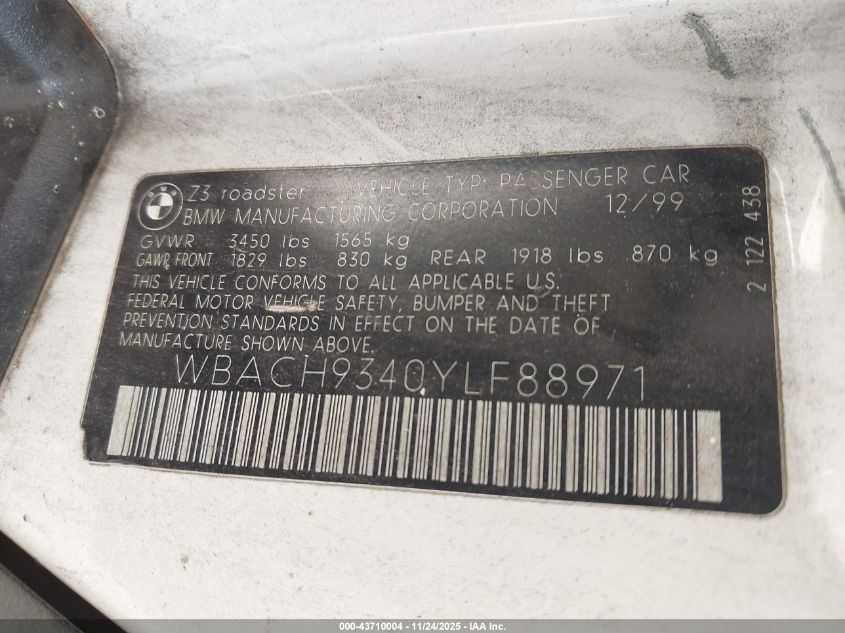 Z3 roadster VEHICLE TYP: PASSENGER CAR
BMW MANUFACTURING CORPORATION 12/99
GVWR 3450 lbs 1565 kg
GAWR FRONT 1829 lbs 830 kg REAR 1918 lbs 870 kg
THIS VEHICLE CONFORMS TO ALL APPLICABLE U.S.
FEDERAL MOTOR VEHICLE SAFETY, BUMPER AND THEFT
PREVENTION STANDARDS IN EFFECT ON THE DATE OF
MANUFACTURE SHOWN ABOVE.
WBACH9340YLF88971
2 122 438
000-43710004 - 11/24/2025 - IAA Inc.